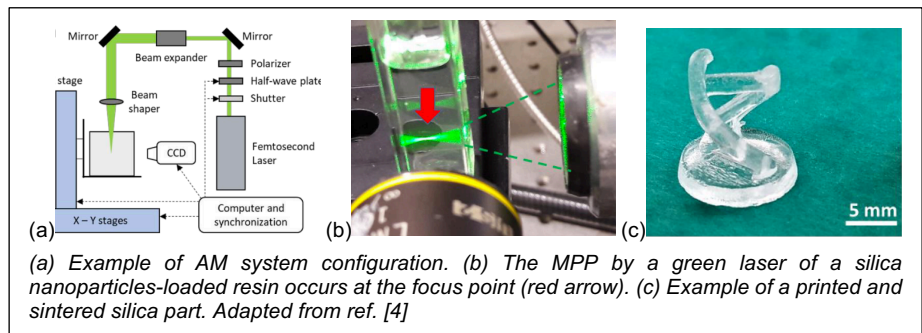 Mirror
Mirror
Beam expander
Polarizer
stage
Half-wave plate
Shutter
Beam
shaper
CCD
Femtosecond
Laser
Computer and
synchronization
X – Y stages
(a)
(b)
(c)
5 mm
(a) Example of AM system configuration. (b) The MPP by a green laser of a silica
nanoparticles-loaded resin occurs at the focus point (red arrow). (c) Example of a printed and
sintered silica part. Adapted from ref. [4]